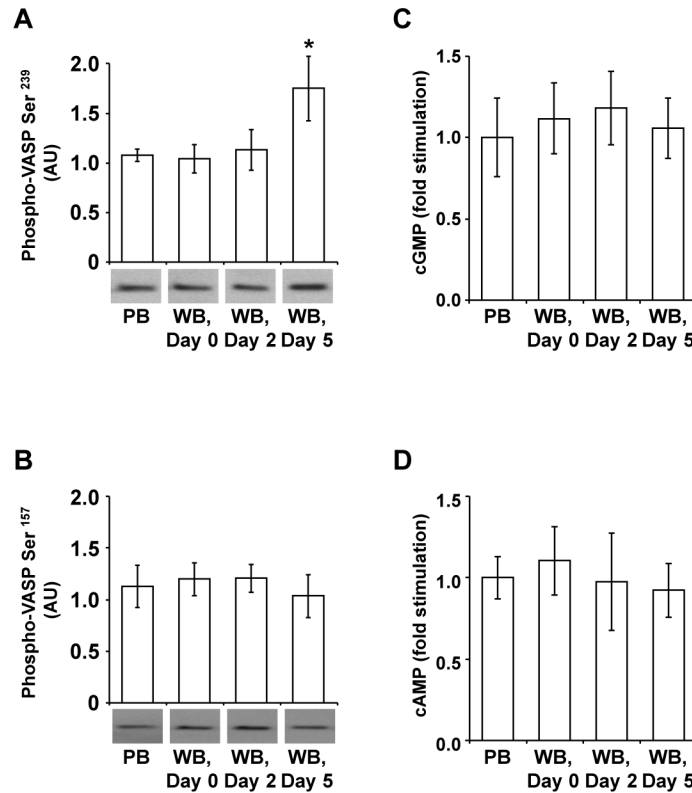 A
Phospho-VASP Ser 239
(AU)
2.0
1.5
1.0
0.5
0
*
PB
WB,
Day 0
WB,
Day 2
WB,
Day 5
C
cGMP (fold stimulation)
1.5
1.0
0.5
0.0
PB
WB,
Day 0
WB,
Day 2
WB,
Day 5
B
Phospho-VASP Ser 157
(AU)
2.0
1.5
1.0
0.5
0
PB
WB,
Day 0
WB,
Day 2
WB,
Day 5
D
cAMP (fold stimulation)
1.5
1.0
0.5
0.0
PB
WB,
Day 0
WB,
Day 2
WB,
Day 5